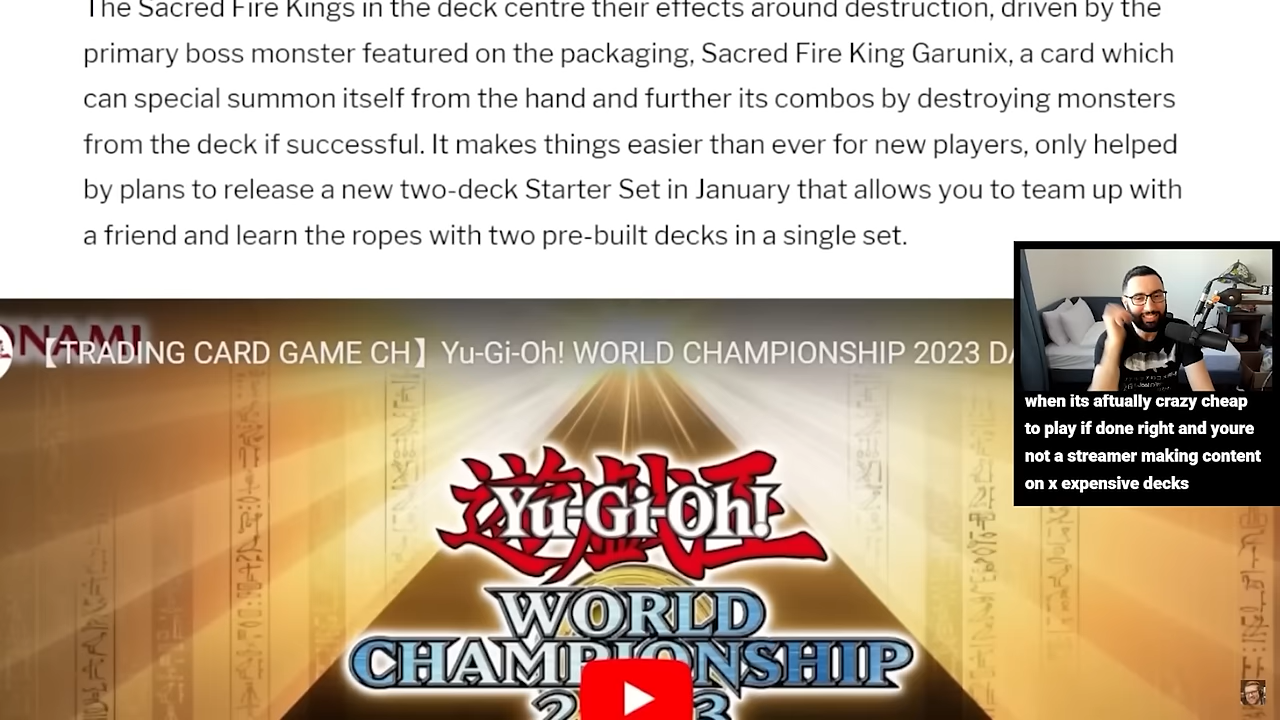 The Sacred Fire Kings in the deck centre their effects around destruction, driven by the
primary boss monster featured on the packaging, Sacred Fire King Garunix, a card which
can special summon itself from the hand and further its combos by destroying monsters
from the deck if successful. It makes things easier than ever for new players, only helped
by plans to release a new two-deck Starter Set in January that allows you to team up with
a friend and learn the ropes with two pre-built decks in a single set.
ONAMI
【TRADING CARD GAME CH】Yu-Gi-Oh! WORLD CHAMPIONSHIP 2023 DA
when its aftually crazy cheap
to play if done right and youre
not a streamer making content
on x expensive decks
遊戯王
Yu-Gi-Oh!
WORLD
CHAMPIONSHIP
2023